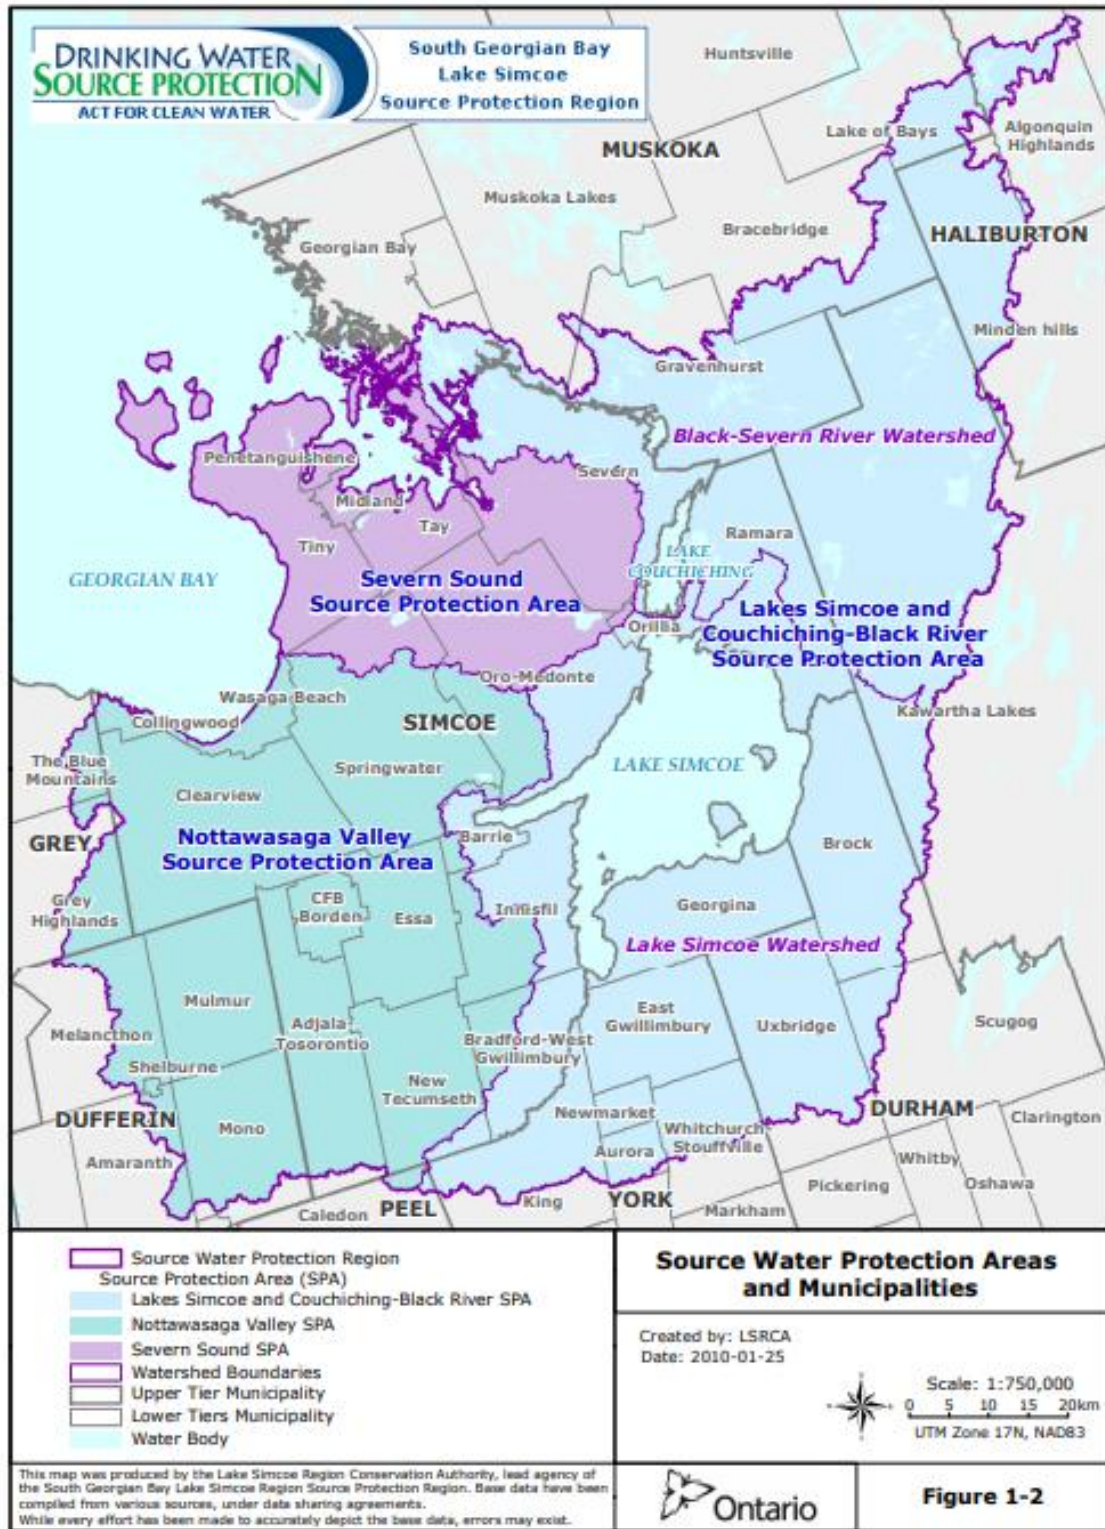 DRINKING WATER
SOURCE PROTECTION
ACT FOR CLEAN WATER
South Georgian Bay
Lake Simcoe
Source Protection Region
Huntsville
Lake of Bays
Algonquin
Highlands
MUSKOKA
Muskoka Lakes
Bracebridge
HALIBURTON
Georgian Bay
Minden hills
Gravenhurst
Black-Severn River Watershed
Penetanguishene
Severn
Midland
Tay
Tiny
Ramara
GEORGIAN BAY
LAKE
COUCHICHING
Severn Sound
Source Protection Area
Lakes Simcoe and
Couchiching-Black River
Source Protection Area
Orillia
Oro-Medonte
Wasaga Beach
Collingwood
SIMCOE
Kawartha Lakes
The Blue
Mountains
Springwater
LAKE SIMCOE
Clearview
GREY
Nottawasaga Valley
Source Protection Area
Barrie
Brock
Grey
Highlands
CFB
Borden
Essa
Innisfil
Georgina
Lake Simcoe Watershed
Mulmur
Melancthon
Adjala-
Tosorontio
East
Gwillimbury
Uxbridge
Scugog
Shelburne
Bradford-West
Gwillimbury
New
Tecumseth
DUFFERIN
Mono
Newmarket
Whitchurch
Stouffville
DURHAM
Clarington
Amaranth
Aurora
Whitby
Oshawa
Pickering
Caledon
PEEL
King
YORK
Markham
Source Water Protection Region
Source Protection Area (SPA)
Lakes Simcoe and Couchiching-Black River SPA
Nottawasaga Valley SPA
Severn Sound SPA
Watershed Boundaries
Upper Tier Municipality
Lower Tiers Municipality
Water Body
Source Water Protection Areas
and Municipalities
Created by: LSRCA
Date: 2010-01-25
Scale: 1:750,000
0 5 10 15 20km
UTM Zone 17N, NAD83
This map was produced by the Lake Simcoe Region Conservation Authority, lead agency of
the South Georgian Bay Lake Simcoe Region Source Protection Region. Base data have been
compiled from various sources, under data sharing agreements.
While every effort has been made to accurately depict the base data, errors may exist.
Ontario
Figure 1-2